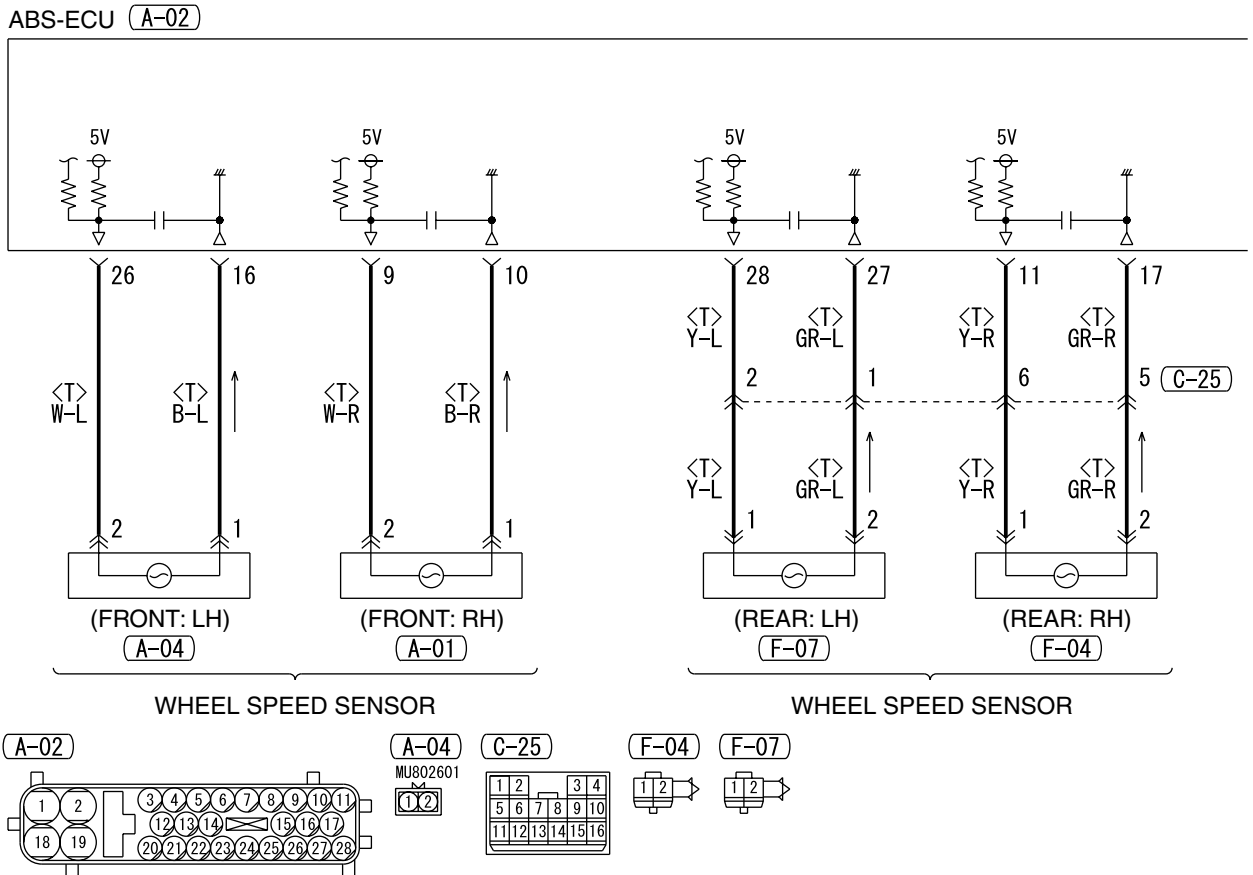 ABS-ECU A-02
5V 5V 5V 5V
26 16 9 10 28 27 11 17
<T> <T> <T> <T>
Y-L GR-L Y-R GR-R
2 1 6 5 C-25
<T> <T> <T> <T>
W-L B-L W-R B-R
<T> <T> <T> <T>
Y-L GR-L Y-R GR-R
2 1 2 1 1 2 1 2
(FRONT: LH) (FRONT: RH) (REAR: LH) (REAR: RH)
A-04 A-01 F-07 F-04
WHEEL SPEED SENSOR WHEEL SPEED SENSOR
A-02 A-04 C-25 F-04 F-07
MU802601
1 2 3 4 5 6 7 8 9 10 11
12 13 14 15 16 17
18 19 20 21 22 23 24 25 26 27 28
1 2
1 2 3 4
5 6 7 8 9 10
11 12 13 14 15 16
1 2
1 2